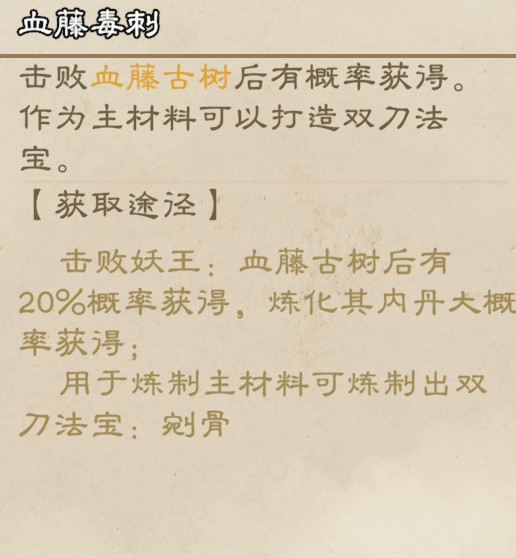 血藤毒刺
击败血藤古树后有概率获得。
作为主材料可以打造双刀法
宝。
【获取途径】
击败妖王：血藤古树后有
20%概率获得，炼化其内丹大概
率获得；
用于炼制主材料可炼制出双
刀法宝：剜骨